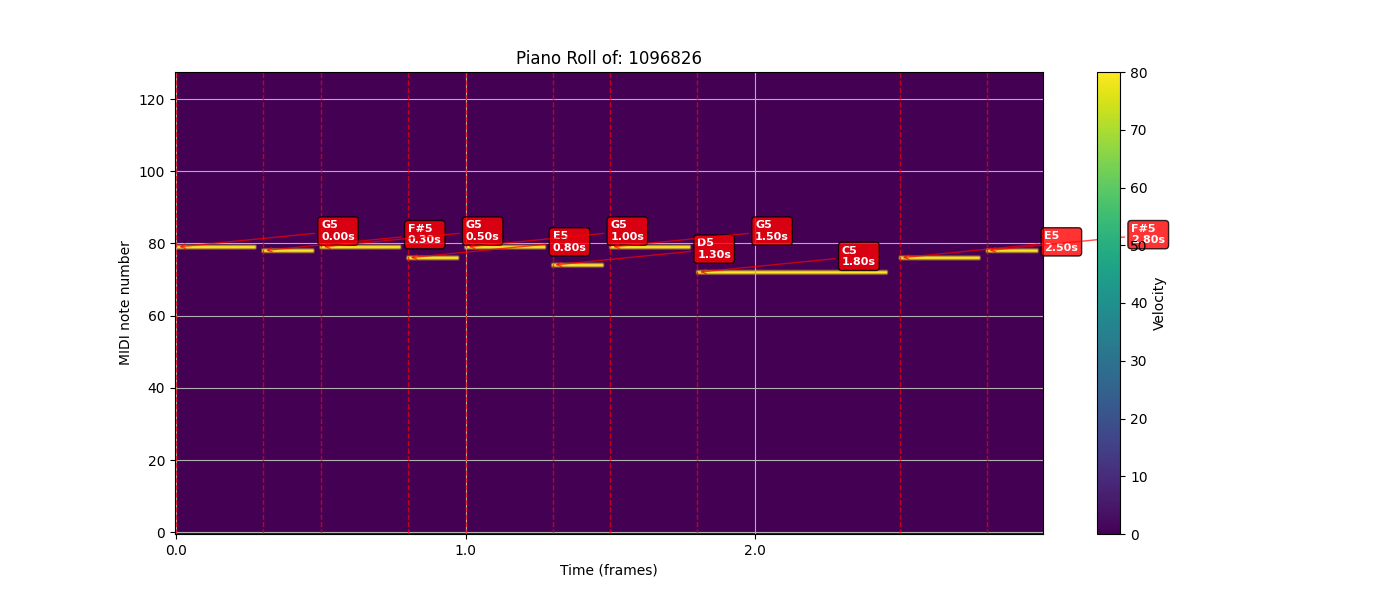 Piano Roll of: 1096826
MIDI note number
120
100
80
60
40
20
0
G5
0.00s
F#5
0.30s
G5
0.50s
E5
0.80s
G5
1.00s
D5
1.30s
G5
1.50s
C5
1.80s
E5
2.50s
F#5
2.80s
0.0
1.0
2.0
Time (frames)
80
70
60
50
40
30
20
10
0
Velocity